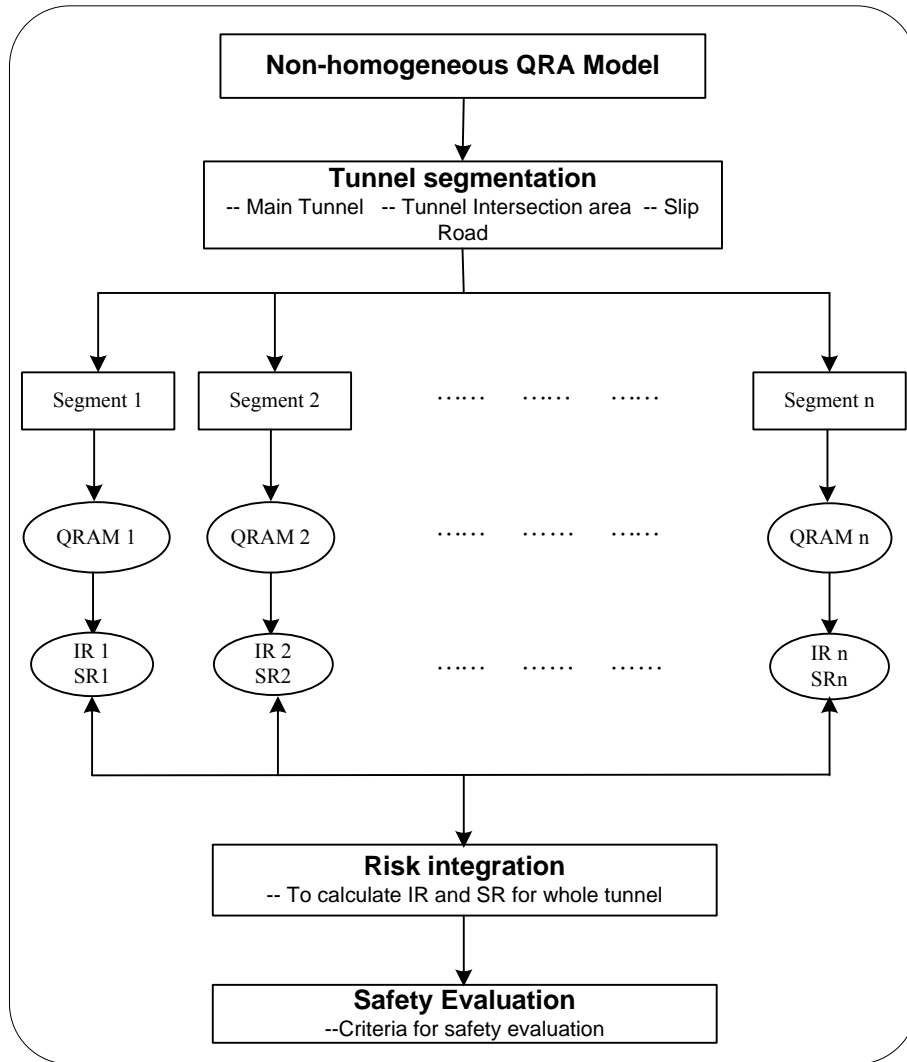 Non-homogeneous QRA Model
Tunnel segmentation
-- Main Tunnel -- Tunnel Intersection area -- Slip
Road
Segment 1 Segment 2 …… …… …… Segment n
QRAM 1 QRAM 2 …… …… …… QRAM n
IR 1 IR 2 …… …… …… IR n
SR1 SR2 SRn
Risk integration
-- To calculate IR and SR for whole tunnel
Safety Evaluation
--Criteria for safety evaluation